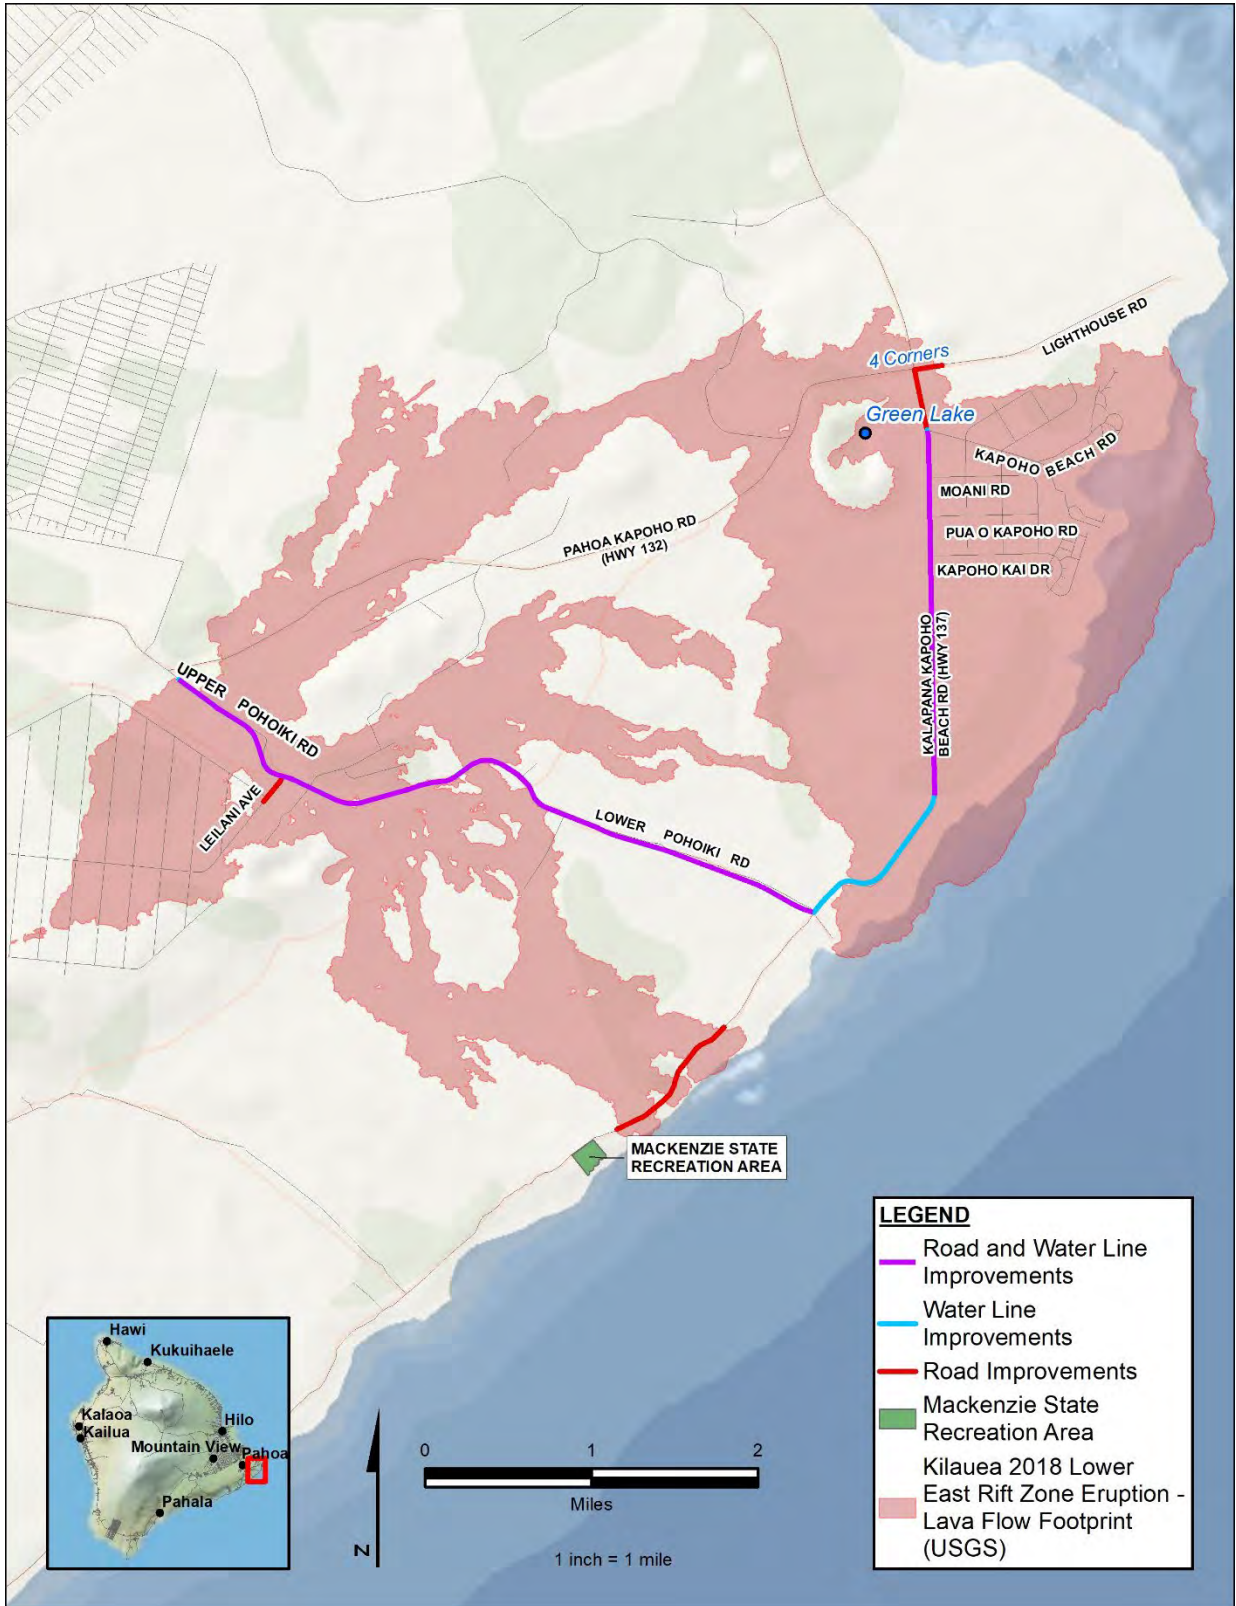 4 Corners
LIGHTHOUSE RD
Green Lake
KAPOHO BEACH RD
MOANI RD
PUA O KAPOHO RD
KAPOHO KAI DR
PAHOA KAPOHO RD
(HWY 132)
KALAPANA KAPOHO
BEACH RD (HWY 137)
UPPER POHOIKI RD
LEILANI AVE
LOWER POHOIKI RD
MACKENZIE STATE
RECREATION AREA
LEGEND
Road and Water Line
Improvements
Water Line
Improvements
Road Improvements
Mackenzie State
Recreation Area
Kilauea 2018 Lower
East Rift Zone Eruption -
Lava Flow Footprint
(USGS)
Hawi
Kukuihaele
Kalaoa
Kailua
Hilo
Mountain View
Pahoa
Pahala
N
0 1 2
Miles
1 inch = 1 mile